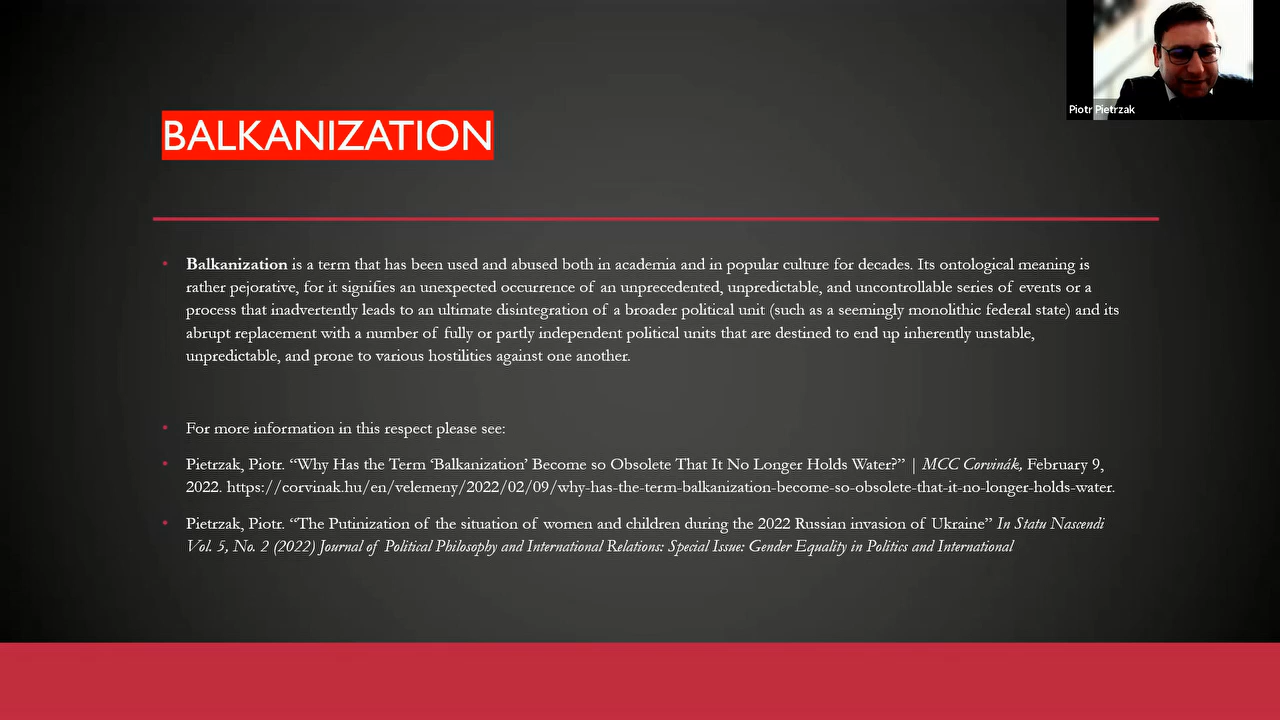 Piotr Pietrzak
BALKANIZATION
• Balkanization is a term that has been used and abused both in academia and in popular culture for decades. Its ontological meaning is
rather pejorative, for it signifies an unexpected occurrence of an unprecedented, unpredictable, and uncontrollable series of events or a
process that inadvertently leads to an ultimate disintegration of a broader political unit (such as a seemingly monolithic federal state) and its
abrupt replacement with a number of fully or partly independent political units that are destined to end up inherently unstable,
unpredictable, and prone to various hostilities against one another.
• For more information in this respect please see:
• Pietrzak, Piotr. “Why Has the Term ‘Balkanization’ Become so Obsolete That It No Longer Holds Water?” | MCC Corvinák, February 9,
2022. https://corvinak.hu/en/velemeny/2022/02/09/why-has-the-term-balkanization-become-so-obsolete-that-it-no-longer-holds-water.
• Pietrzak, Piotr. “The Putinization of the situation of women and children during the 2022 Russian invasion of Ukraine” In Statu Nascendi
Vol. 5, No. 2 (2022) Journal of Political Philosophy and International Relations: Special Issue: Gender Equality in Politics and International